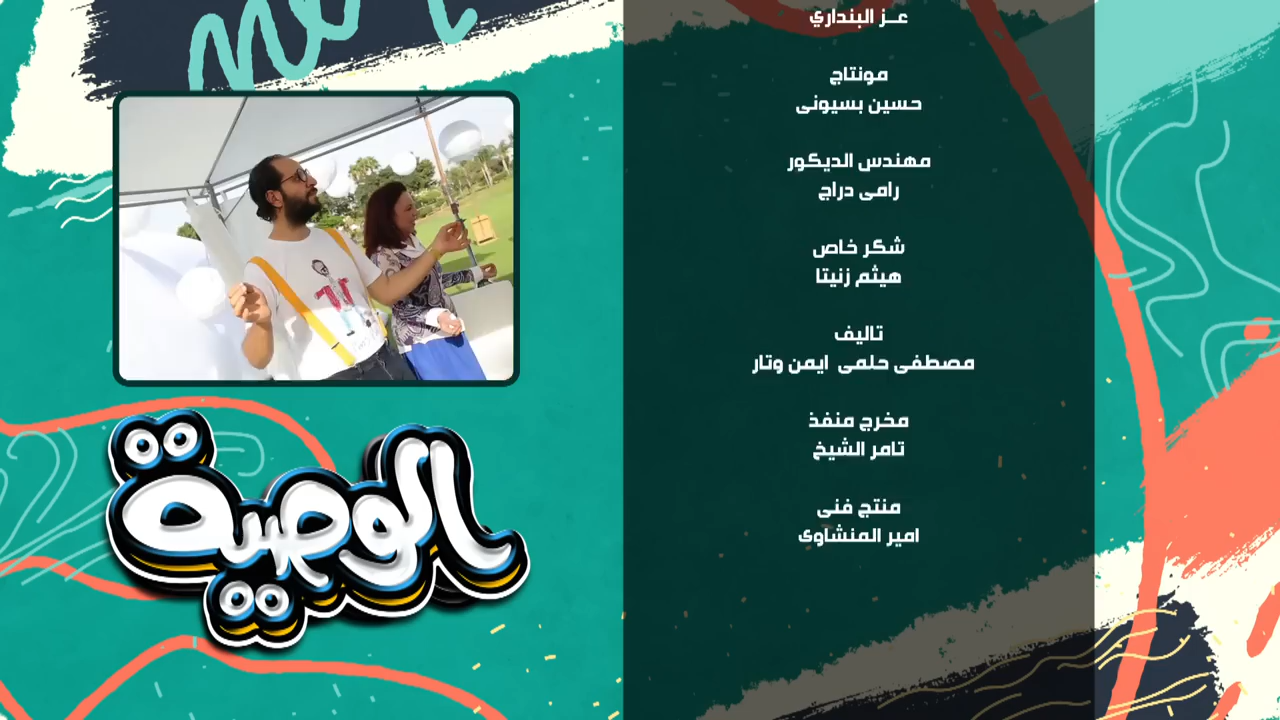 عـز البنداري
مونتاج
حسين بسيونى
مهندس الديكور
رامى دراج
شكر خاص
هيثم زنيتا
تاليف
مصطفى حلمى ايمن وتار
مخرج منفذ
تامر الشيخ
منتج فنى
امير المنشاوى
الوصية